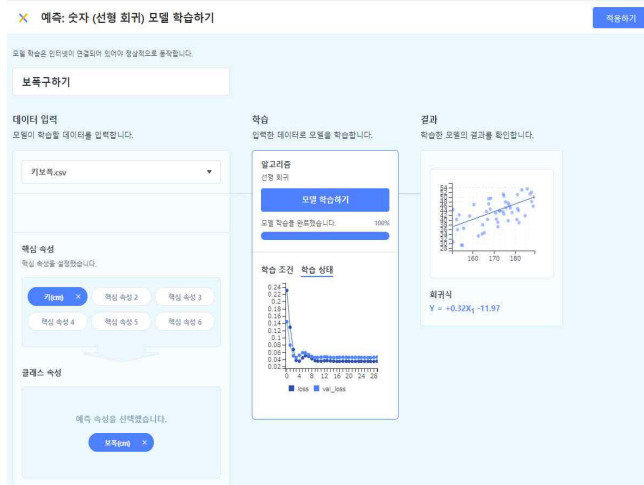 예측: 숫자 (선형 회귀) 모델 학습하기
적용하기
모델 학습은 인터넷이 연결되어 있어야 정상적으로 동작합니다.
보폭구하기
데이터 입력
모델이 학습할 데이터를 입력합니다.
키보폭.csv
핵심 속성
핵심 속성을 설정했습니다.
키(cm) ×
핵심 속성 2
핵심 속성 3
핵심 속성 4
핵심 속성 5
핵심 속성 6
클래스 속성
예측 속성을 선택했습니다.
보폭(cm) ×
학습
입력한 데이터로 모델을 학습합니다.
알고리즘
선형 회귀
모델 학습하기
모델 학습을 완료했습니다. 100%
학습 조건 학습 상태
0.24
0.22
0.2
0.18
0.16
0.14
0.12
0.1
0.08
0.06
0.04
0.02
0 4 8 12 16 20 24 28
loss val_loss
결과
학습한 모델의 결과를 확인합니다.
160 170 180
회귀식
Y = +0.32X₁ -11.97